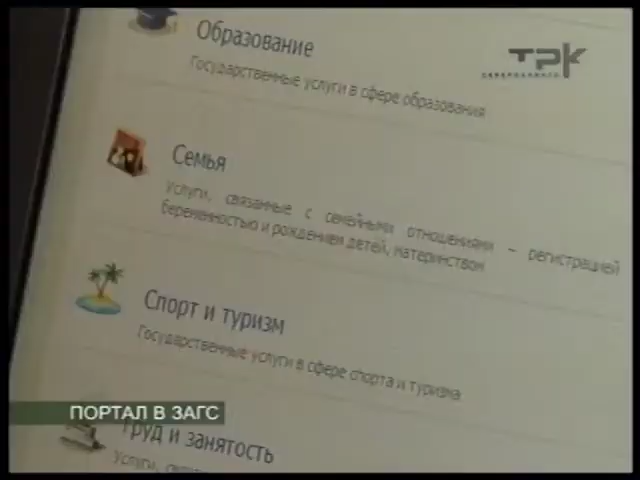 Образование
Государственные услуги в сфере образования
ТРК
Семья
Услуги, связанные с семейными отношениями – регистрацией
беременностью и рождением детей, материнством
Спорт и туризм
Государственные услуги в сфере спорта и туризма
ПОРТАЛ В ЗАГС
Труд и занятость
Услуги,